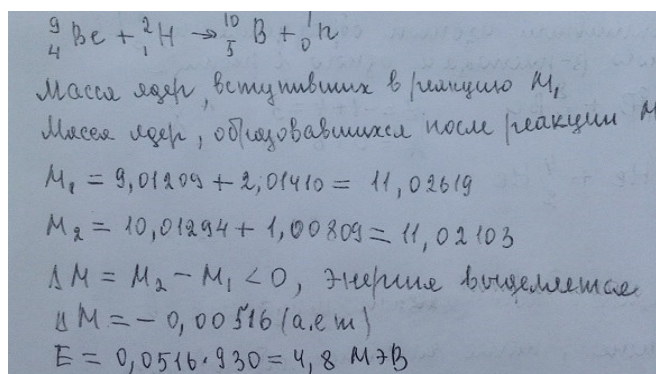 ⁹₄Be + ²₁H → ¹⁰₅B + ¹₀n
Масса ядер, вступивших в реакцию M₁
Масса ядер, образовавшихся после реакции M
M₁ = 9,01209 + 2,01410 = 11,02619
M₂ = 10,01294 + 1,00809 = 11,02103
ΔM = M₂ - M₁ < 0, энергия выделяется
ΔM = - 0,00516 (а.е.м)
E = 0,0516·930 = 4,8 МэВ